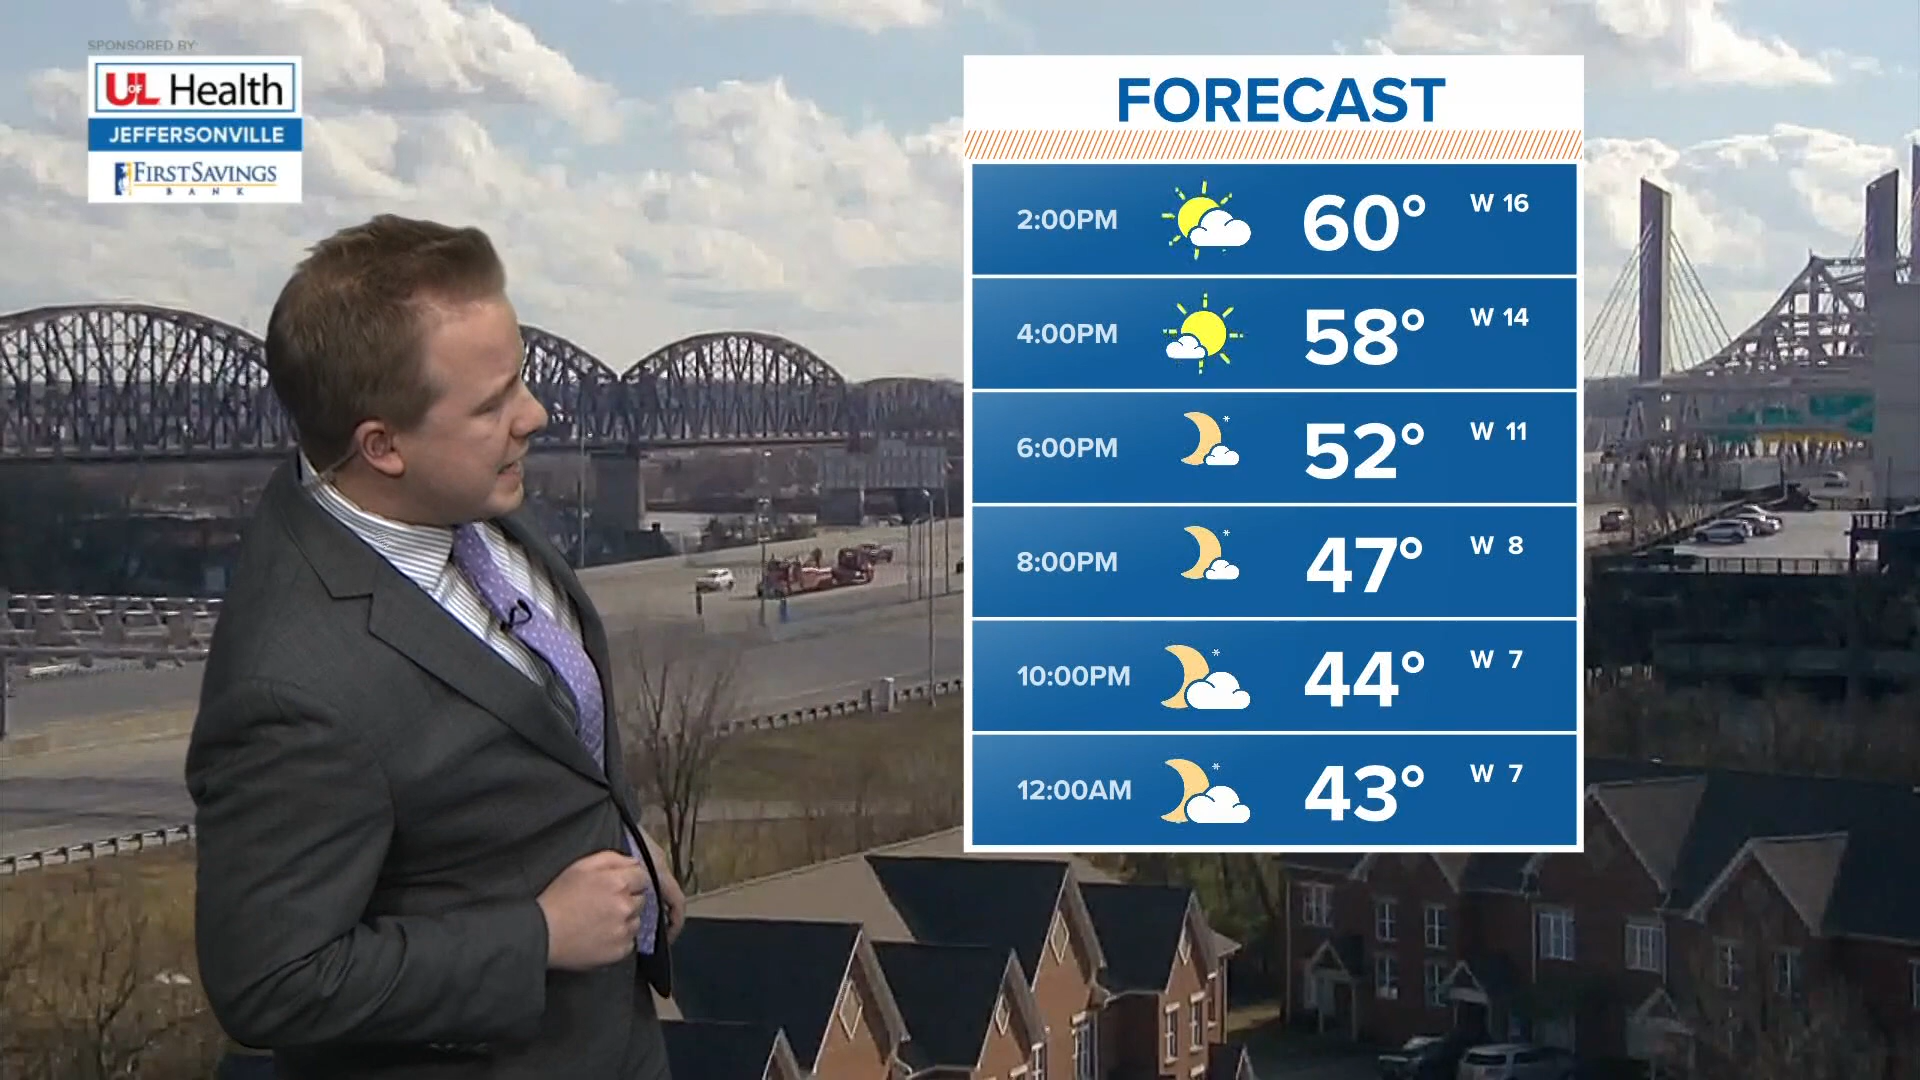 SPONSORED BY:
UofL Health
JEFFERSONVILLE
FIRST SAVINGS
BANK
FORECAST
2:00PM 60° W 16
4:00PM 58° W 14
6:00PM 52° W 11
8:00PM 47° W 8
10:00PM 44° W 7
12:00AM 43° W 7